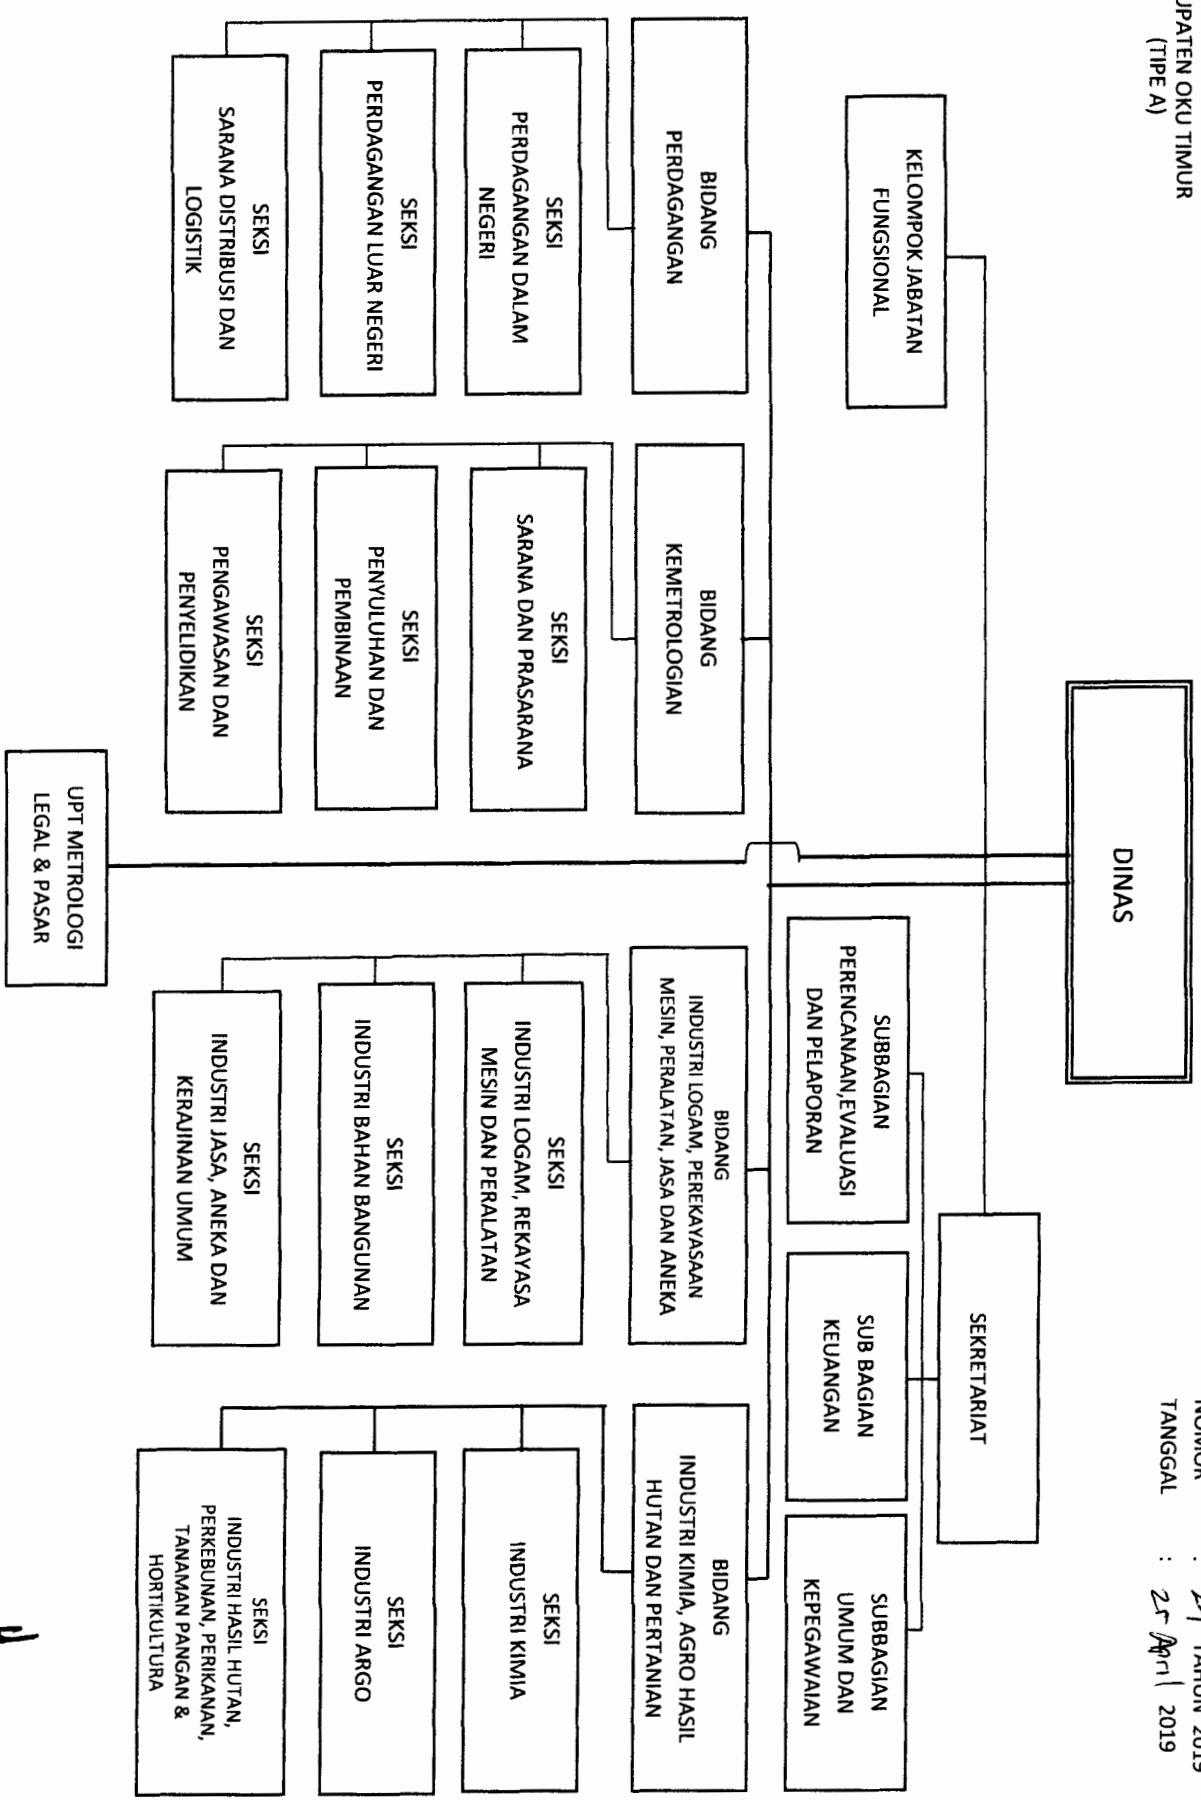 UPATEN OKU TIMUR
(TIPE A)
TANGGAL : 25 April 2019
DINAS
SEKRETARIAT
KELOMPOK JABATAN
FUNGSIONAL
SUBBAGIAN
PERENCANAAN,EVALUASI
DAN PELAPORAN
SUB BAGIAN
KEUANGAN
SUBBAGIAN
UMUM DAN
KEPEGAWAIAN
BIDANG
PERDAGANGAN
BIDANG
KEMETROLOGIAN
BIDANG
INDUSTRI LOGAM, PEREKAYASAAN
MESIN, PERALATAN, JASA DAN ANEKA
BIDANG
INDUSTRI KIMIA, AGRO HASIL
HUTAN DAN PERTANIAN
SEKSI
PERDAGANGAN DALAM
NEGERI
SEKSI
SARANA DAN PRASARANA
SEKSI
INDUSTRI LOGAM, REKAYASA
MESIN DAN PERALATAN
SEKSI
INDUSTRI KIMIA
SEKSI
PERDAGANGAN LUAR NEGERI
SEKSI
PENYULUHAN DAN
PEMBINAAN
SEKSI
INDUSTRI BAHAN BANGUNAN
SEKSI
INDUSTRI ARGO
SEKSI
SARANA DISTRIBUSI DAN
LOGISTIK
SEKSI
PENGAWASAN DAN
PENYELIDIKAN
SEKSI
INDUSTRI JASA, ANEKA DAN
KERAJINAN UMUM
SEKSI
INDUSTRI HASIL HUTAN,
PERKEBUNAN, PERIKANAN,
TANAMAN PANGAN &
HORTIKULTURA
UPT METROLOGI
LEGAL & PASAR